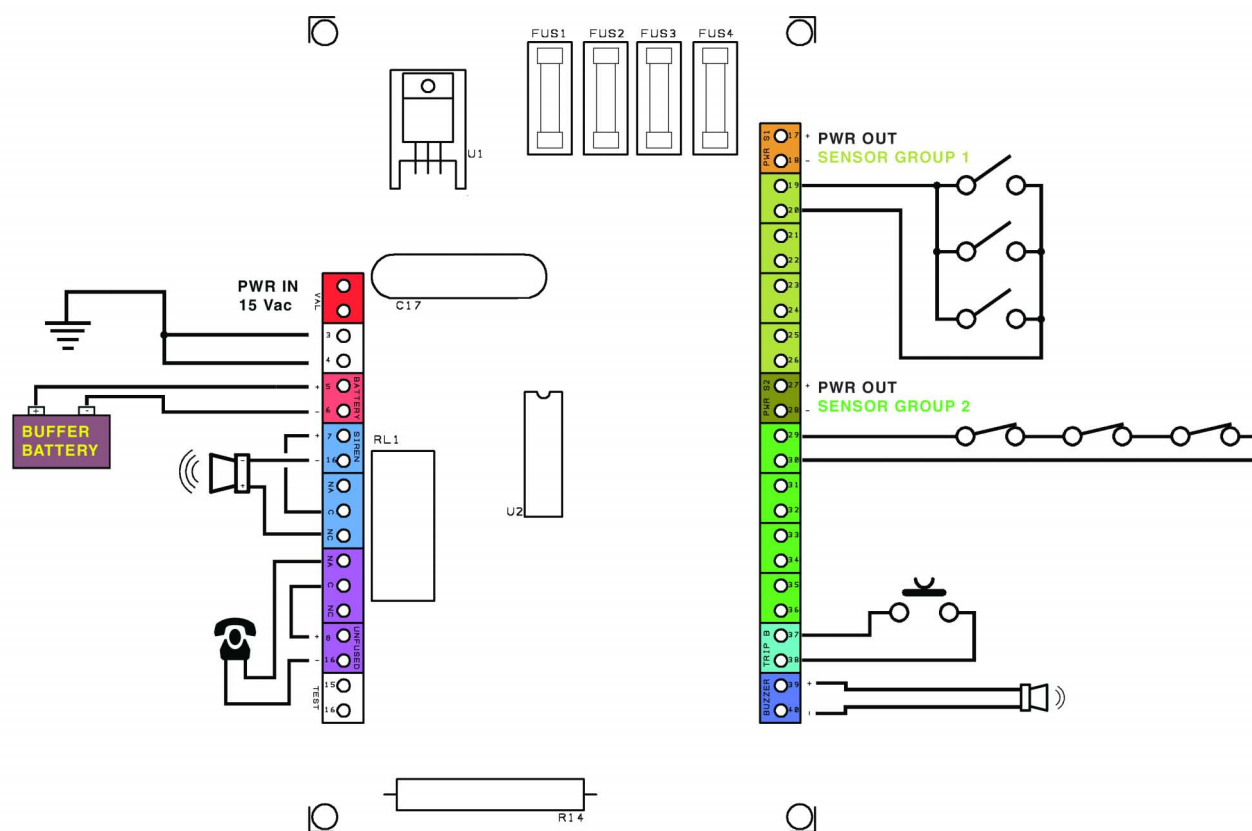 FUS1
FUS2
FUS3
FUS4
U1
C17
PWR IN
15 Vac
VAL
3
4
+ 5 BATTERY
- 6
+ -
BUFFER
BATTERY
+ 7 SIREN
- 16
NA
C
NC
- +
NA
C
NC
+ 8 UNFUSED
- 16
15 TEST
16
RL1
U2
R14
PWR S1
17 + PWR OUT
18 - SENSOR GROUP 1
19
20
21
22
23
24
25
26
PWR S2
27 + PWR OUT
28 - SENSOR GROUP 2
29
30
31
32
33
34
35
36
TRIP B
37
38
BUZZER
39 +
40 -